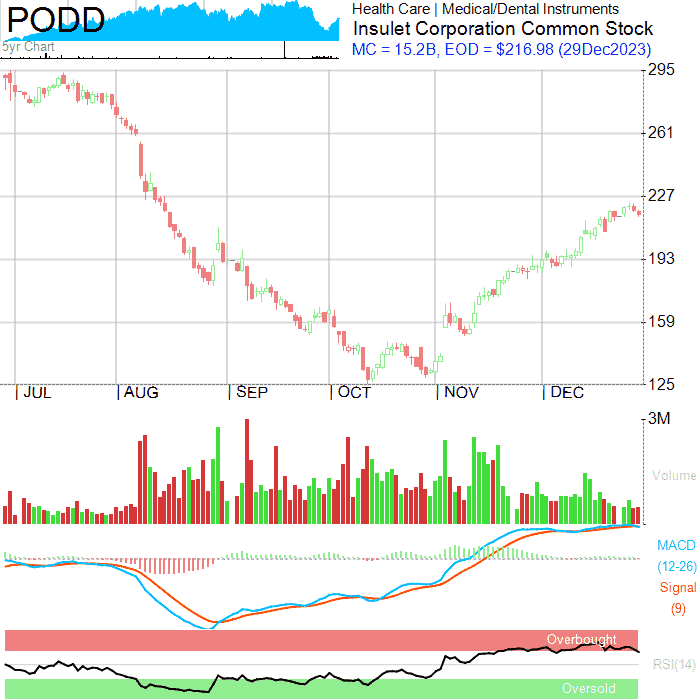 PODD
5yr Chart
Health Care | Medical/Dental Instruments
Insulet Corporation Common Stock
MC = 15.2B, EOD = $216.98 (29Dec2023)
295
261
227
193
159
125
JUL AUG SEP OCT NOV DEC
3M
Volume
MACD
(12-26)
Signal
(9)
Overbought
RSI(14)
Oversold